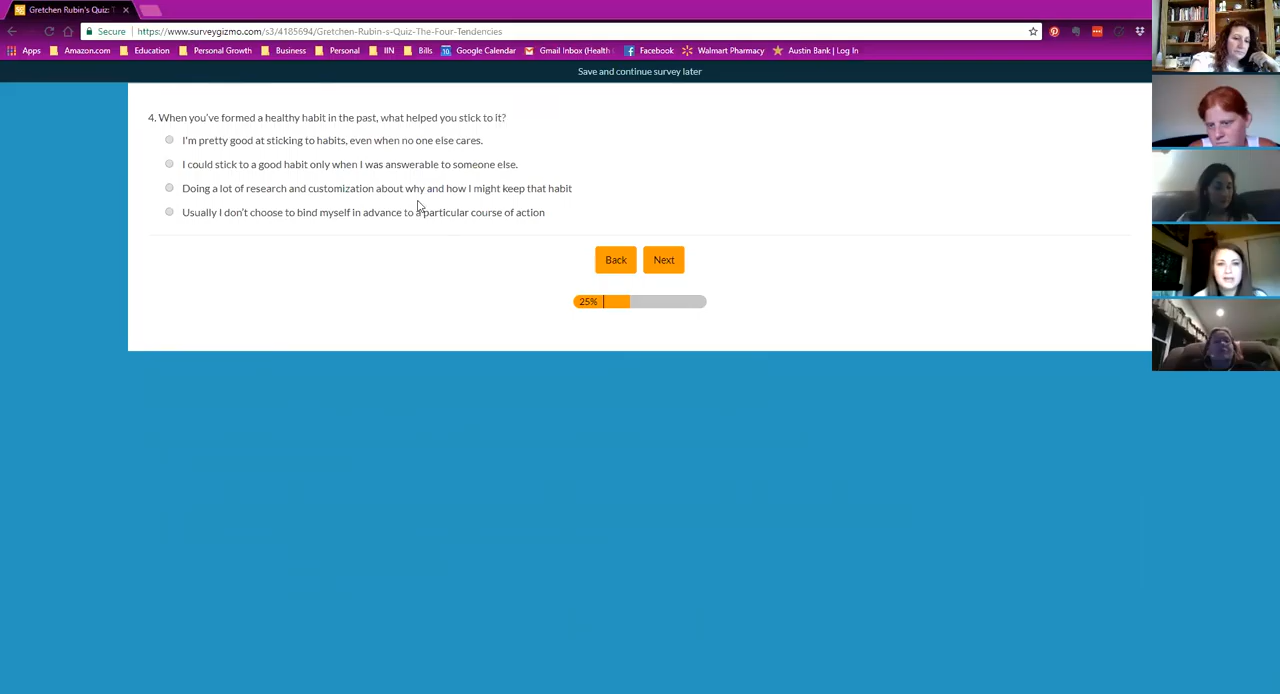 Gretchen Rubin's Quiz: T
Secure https://www.surveygizmo.com/s3/4185694/Gretchen-Rubin-s-Quiz-The-Four-Tendencies
Apps Amazon.com Education Personal Growth Business Personal IIN Bills 10 Google Calendar Gmail Inbox (Health Facebook Walmart Pharmacy Austin Bank | Log In
Save and continue survey later
4. When you've formed a healthy habit in the past, what helped you stick to it?
I'm pretty good at sticking to habits, even when no one else cares.
I could stick to a good habit only when I was answerable to someone else.
Doing a lot of research and customization about why and how I might keep that habit
Usually I don't choose to bind myself in advance to a particular course of action
Back Next
25%